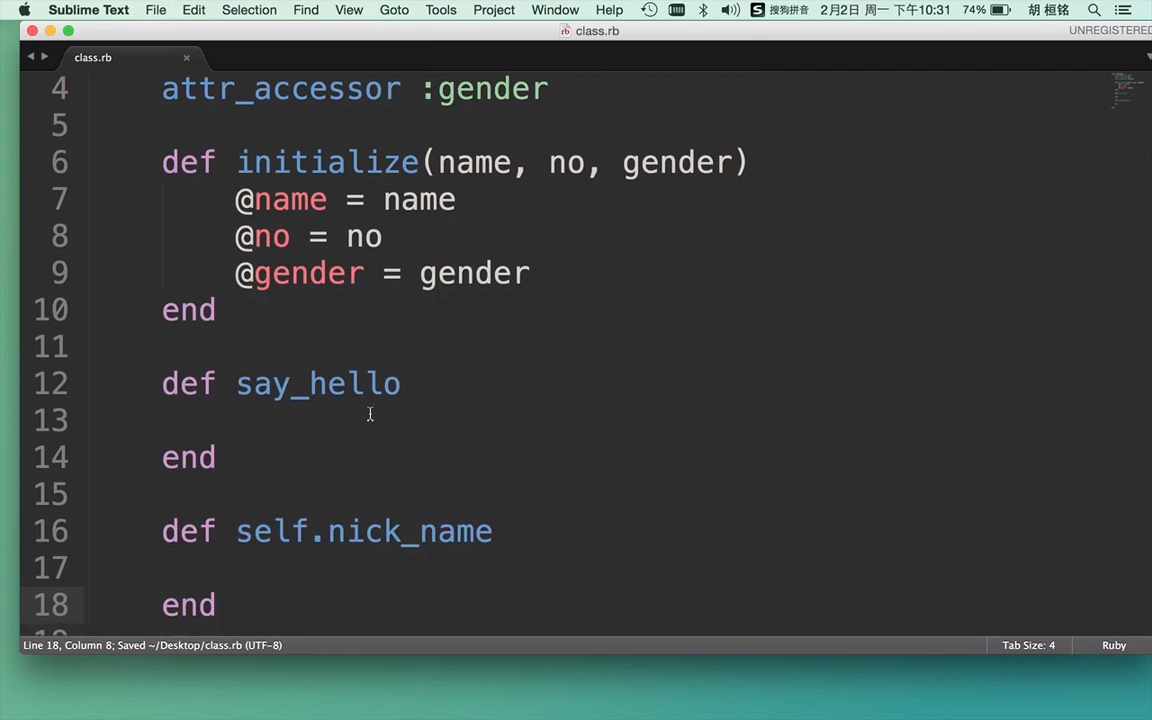 Sublime Text File Edit Selection Find View Goto Tools Project Window Help 搜狗拼音 2月2日 周一 下午10:31 74% 胡 桓铭
class.rb
UNREGISTERED
class.rb
4 attr_accessor :gender
5
6 def initialize(name, no, gender)
7 @name = name
8 @no = no
9 @gender = gender
10 end
11
12 def say_hello
13
14 end
15
16 def self.nick_name
17
18 end
Line 18, Column 8; Saved ~/Desktop/class.rb (UTF-8) Tab Size: 4 Ruby